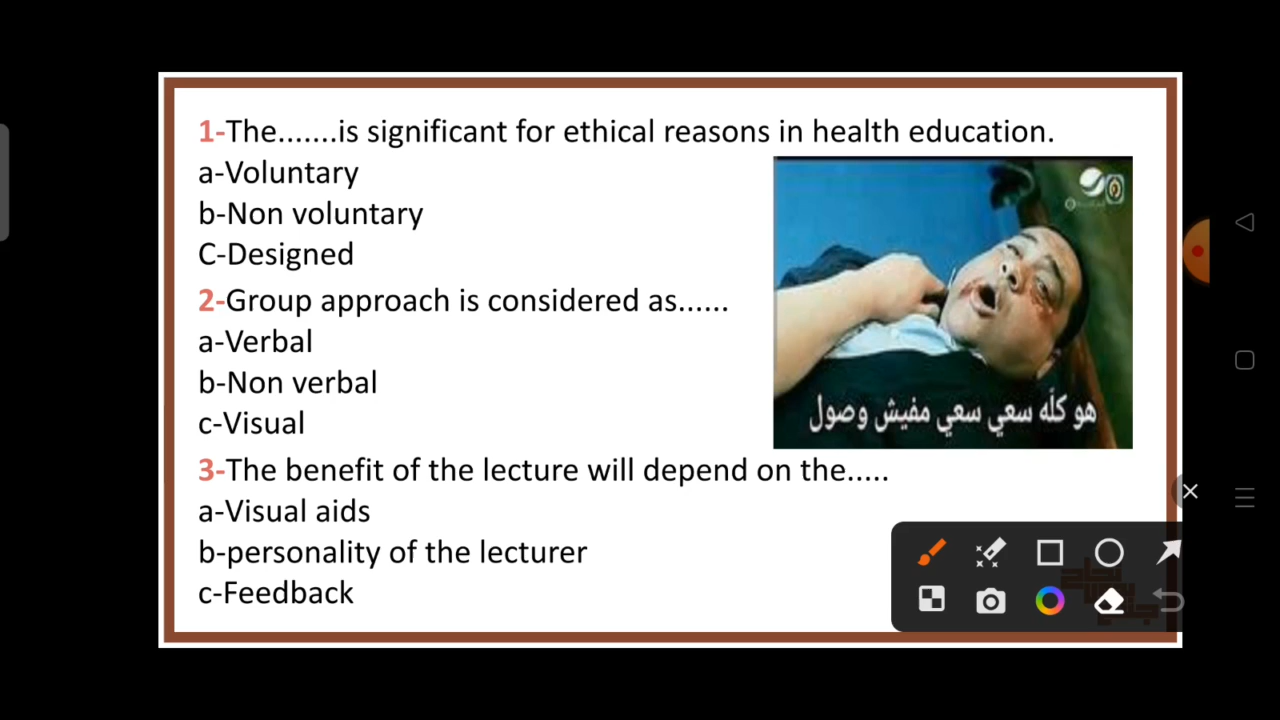 1-The.......is significant for ethical reasons in health education.
a-Voluntary
b-Non voluntary
C-Designed
2-Group approach is considered as......
a-Verbal
b-Non verbal
c-Visual
هو كلّه سعي سعي مفيش وصول
3-The benefit of the lecture will depend on the.....
a-Visual aids
b-personality of the lecturer
c-Feedback